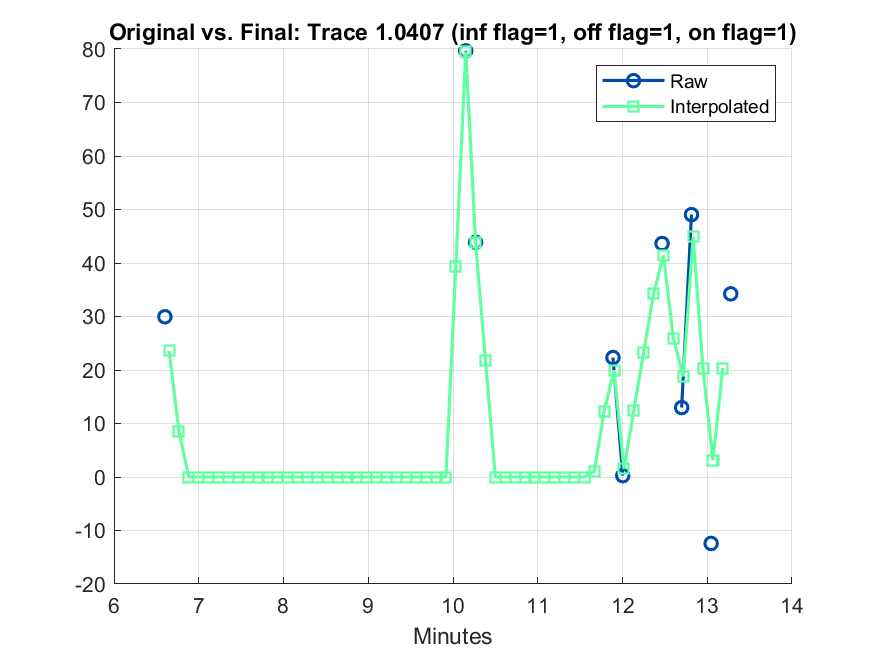 Original vs. Final: Trace 1.0407 (inf flag=1, off flag=1, on flag=1)
80
70
60
50
40
30
20
10
0
-10
-20
Raw
Interpolated
6 7 8 9 10 11 12 13 14
Minutes